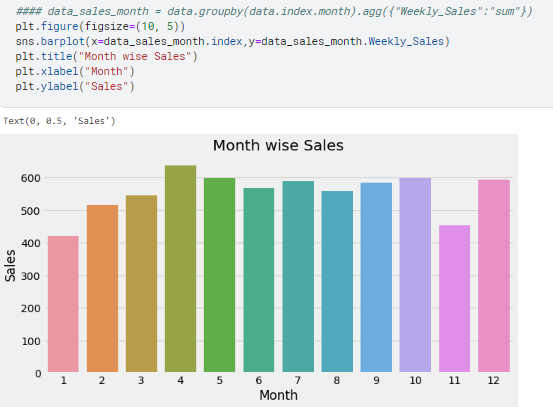 #### data_sales_month = data.groupby(data.index.month).agg({"Weekly_Sales":"sum"})
plt.figure(figsize=(10, 5))
sns.barplot(x=data_sales_month.index,y=data_sales_month.Weekly_Sales)
plt.title("Month wise Sales")
plt.xlabel("Month")
plt.ylabel("Sales")
Text(0, 0.5, 'Sales')
Month wise Sales
600
500
400
300
200
100
0
Sales
1 2 3 4 5 6 7 8 9 10 11 12
Month